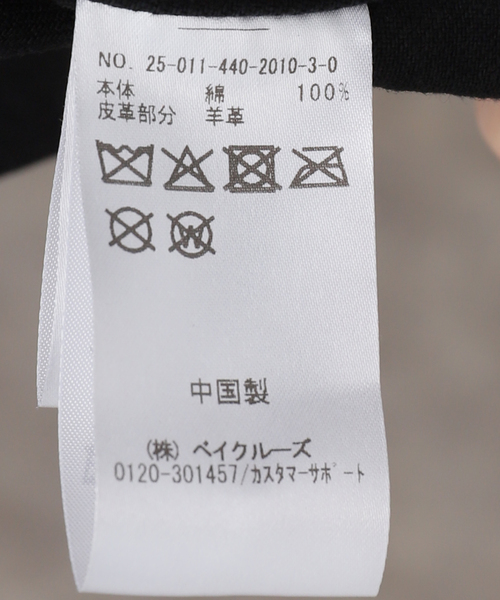 NO. 25-011-440-2010-3-0
本体 綿 100%
皮革部分 羊革
中国製
(株) ベイクルーズ
0120-301457/カスタマーサポート